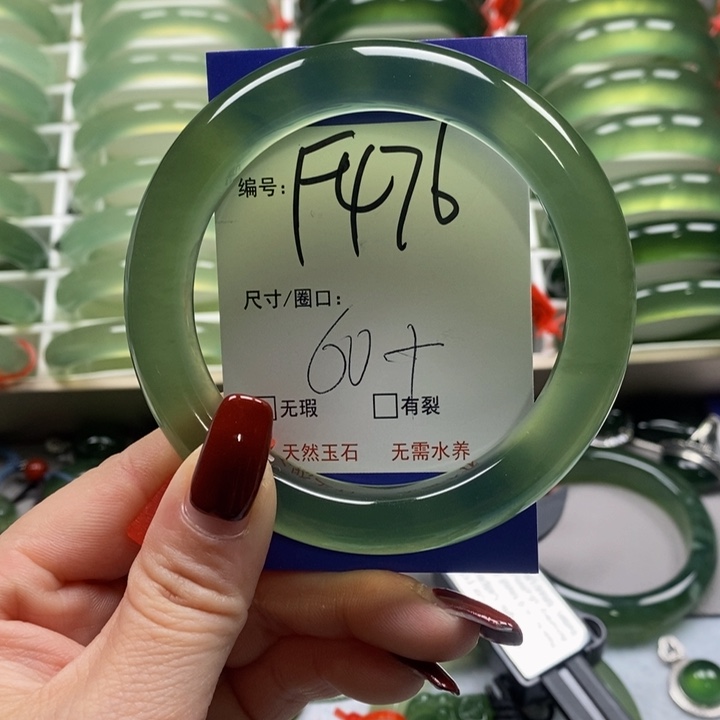 编号: F476
尺寸/圈口: 
60+
无瑕 有裂
天然玉石 无需水养